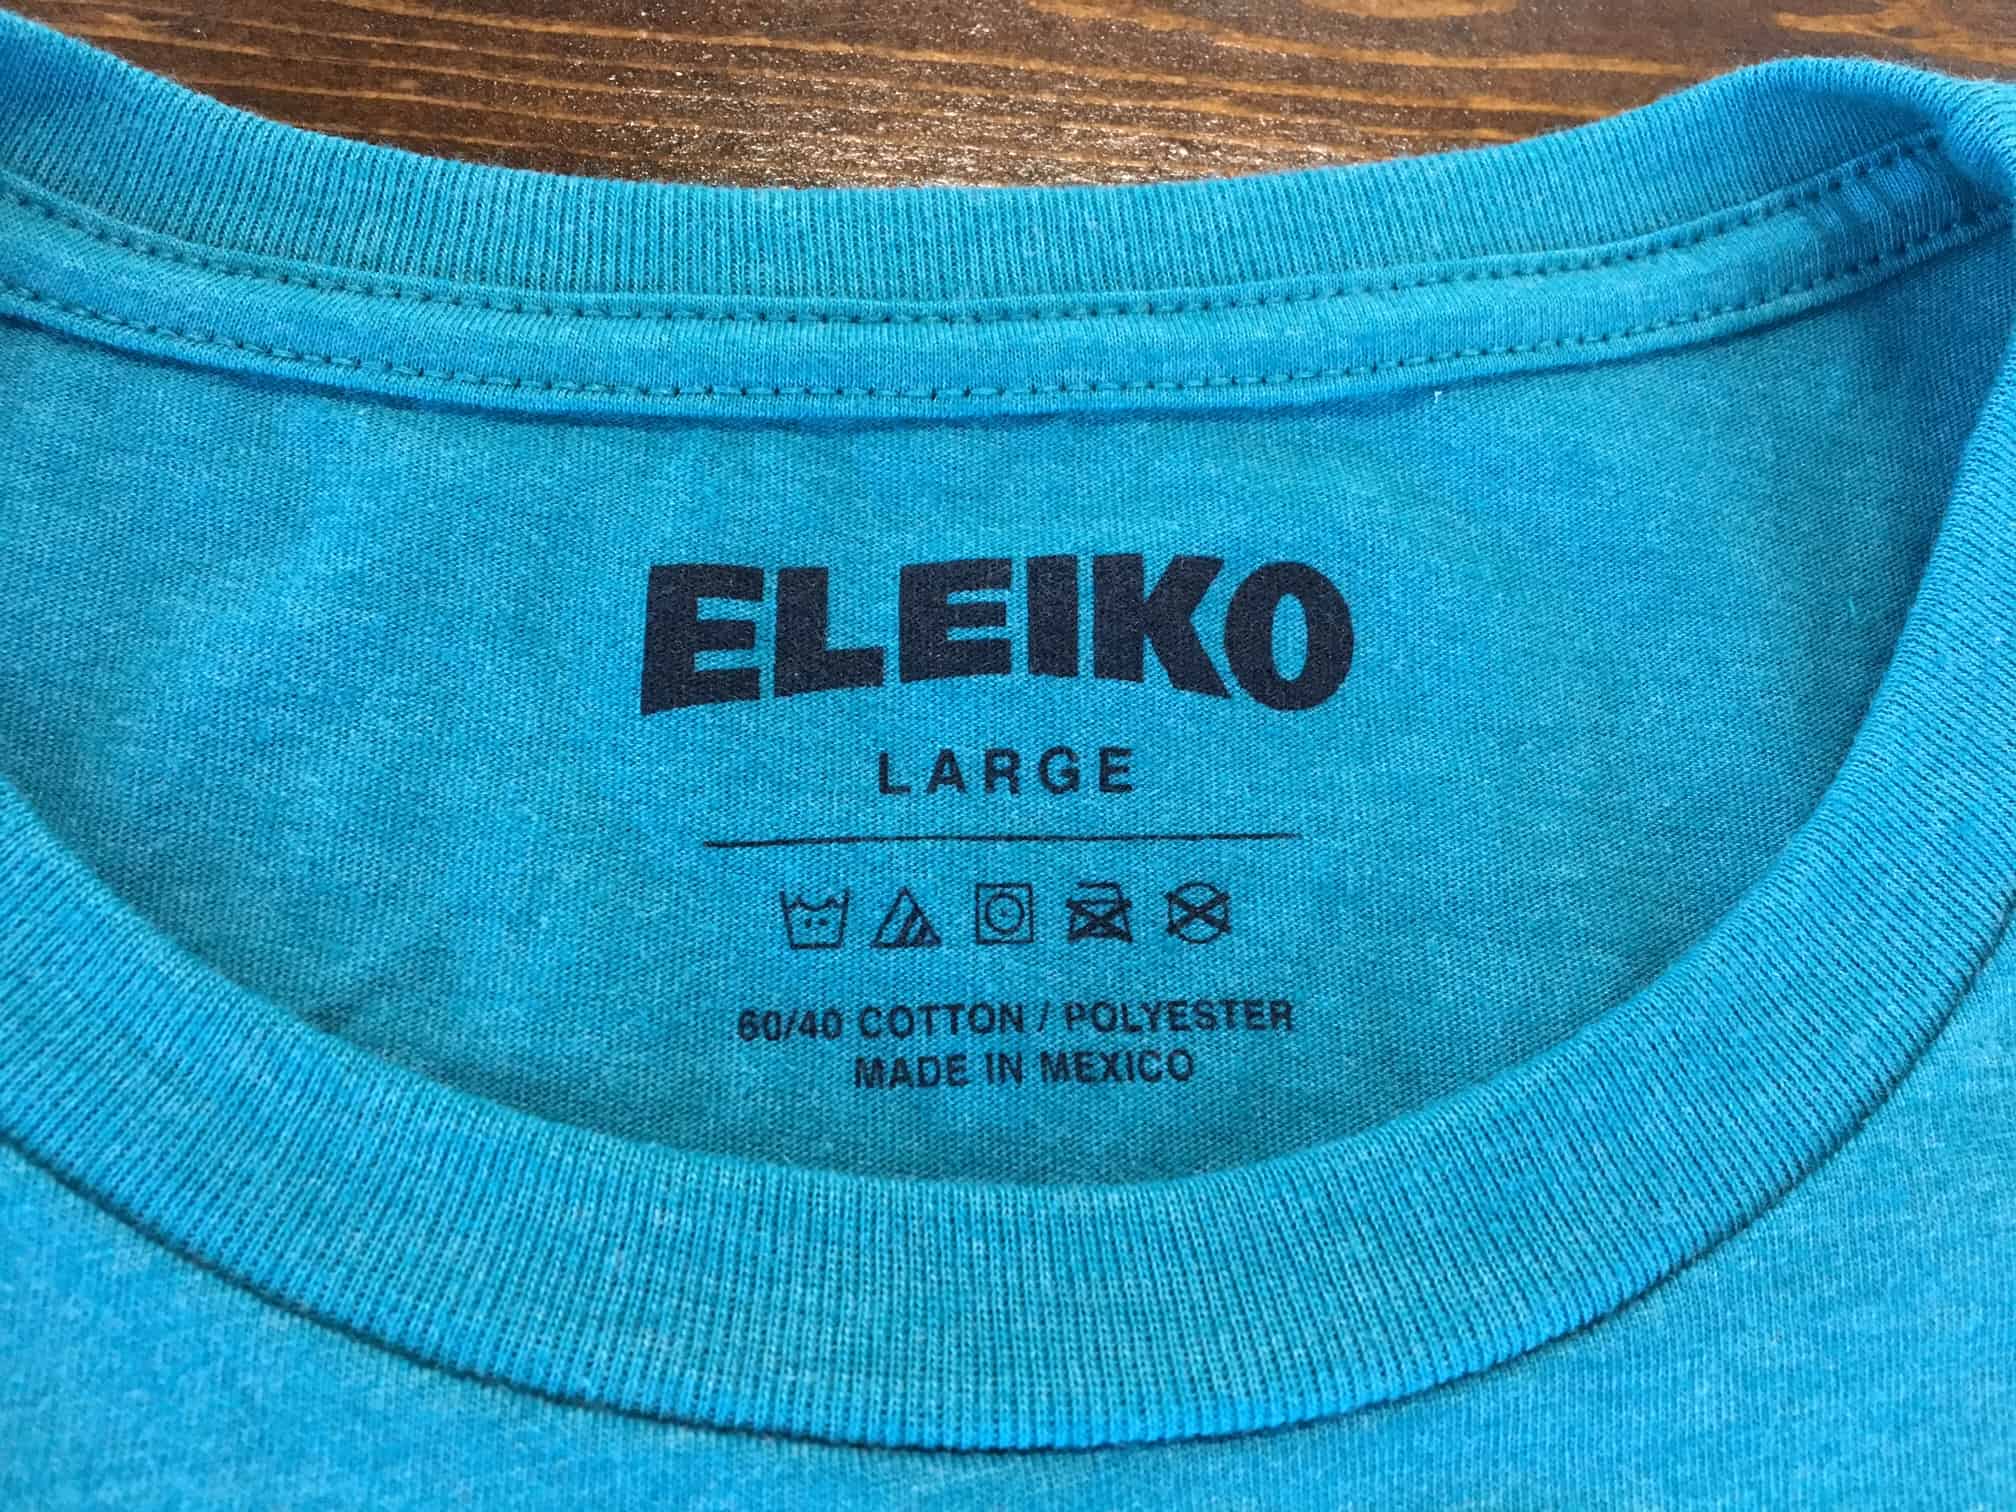 ELEIKO
LARGE
60/40 COTTON / POLYESTER
MADE IN MEXICO